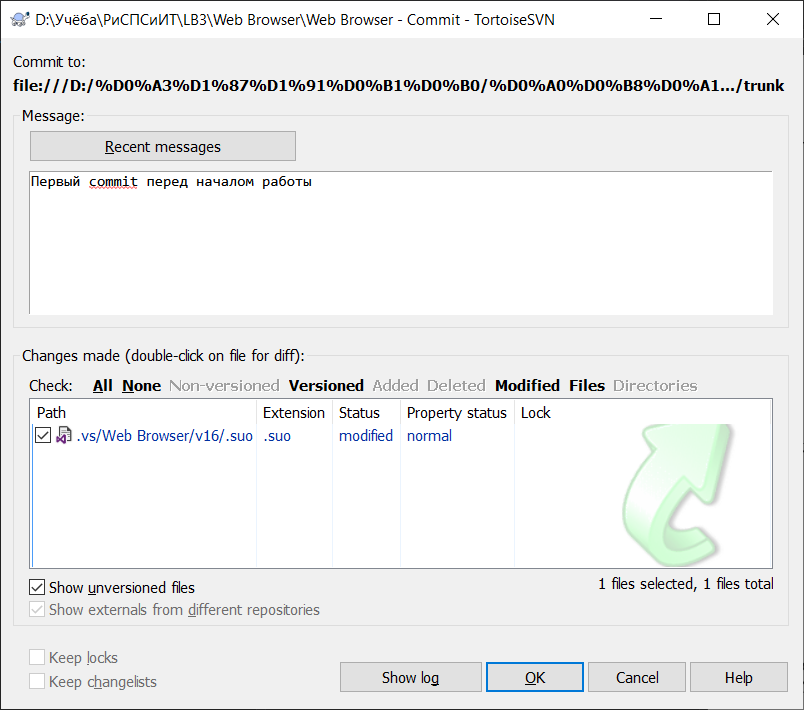 D:\Учёба\РиСПСиИТ\LB3\Web Browser\Web Browser - Commit - TortoiseSVN
Commit to:
file:///D:/%D0%A3%D1%87%D1%91%D0%B1%D0%B0/%D0%A0%D0%B8%D0%A1.../trunk
Message:
Recent messages
Первый commit перед началом работы
Changes made (double-click on file for diff):
Check: All None Non-versioned Versioned Added Deleted Modified Files Directories
Path Extension Status Property status Lock
.vs/Web Browser/v16/.suo .suo modified normal
Show unversioned files
1 files selected, 1 files total
Show externals from different repositories
Keep locks
Keep changelists
Show log OK Cancel Help